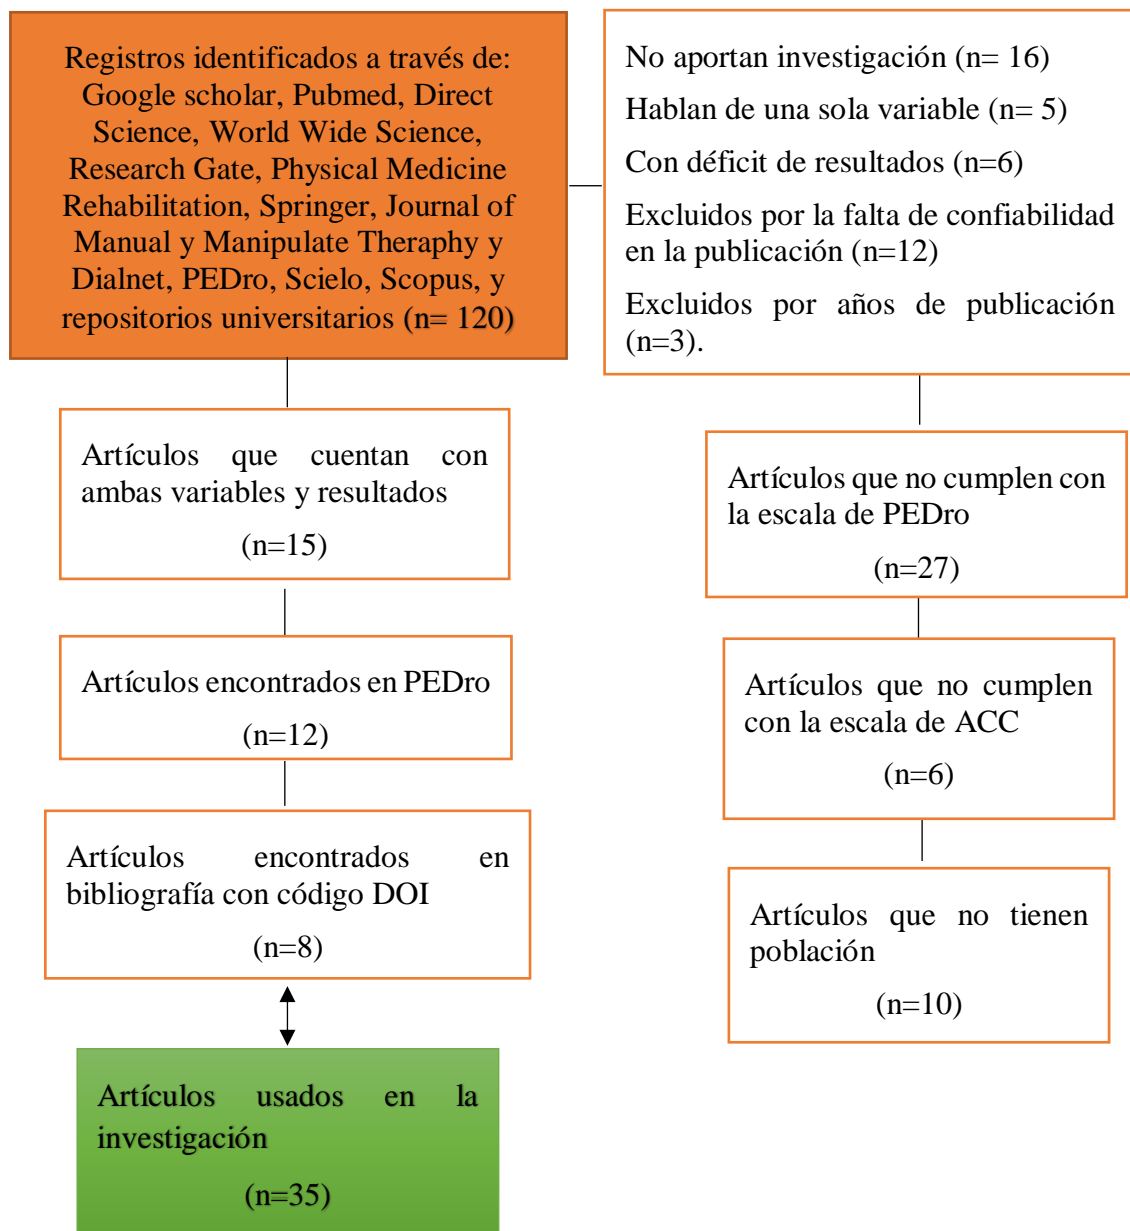 Registros identificados a través de:
Google scholar, Pubmed, Direct
Science, World Wide Science,
Research Gate, Physical Medicine
Rehabilitation, Springer, Journal of
Manual y Manipulate Theraphy y
Dialnet, PEDro, Scielo, Scopus, y
repositorios universitarios (n= 120)
No aportan investigación (n= 16)
Hablan de una sola variable (n= 5)
Con déficit de resultados (n=6)
Excluidos por la falta de confiabilidad
en la publicación (n=12)
Excluidos por años de publicación
(n=3).
Artículos que cuentan con
ambas variables y resultados
(n=15)
Artículos que no cumplen con
la escala de PEDro
(n=27)
Artículos encontrados en PEDro
(n=12)
Artículos que no cumplen
con la escala de ACC
(n=6)
Artículos encontrados en
bibliografía con código DOI
(n=8)
Artículos que no tienen
población
(n=10)
Artículos usados en la
investigación
(n=35)